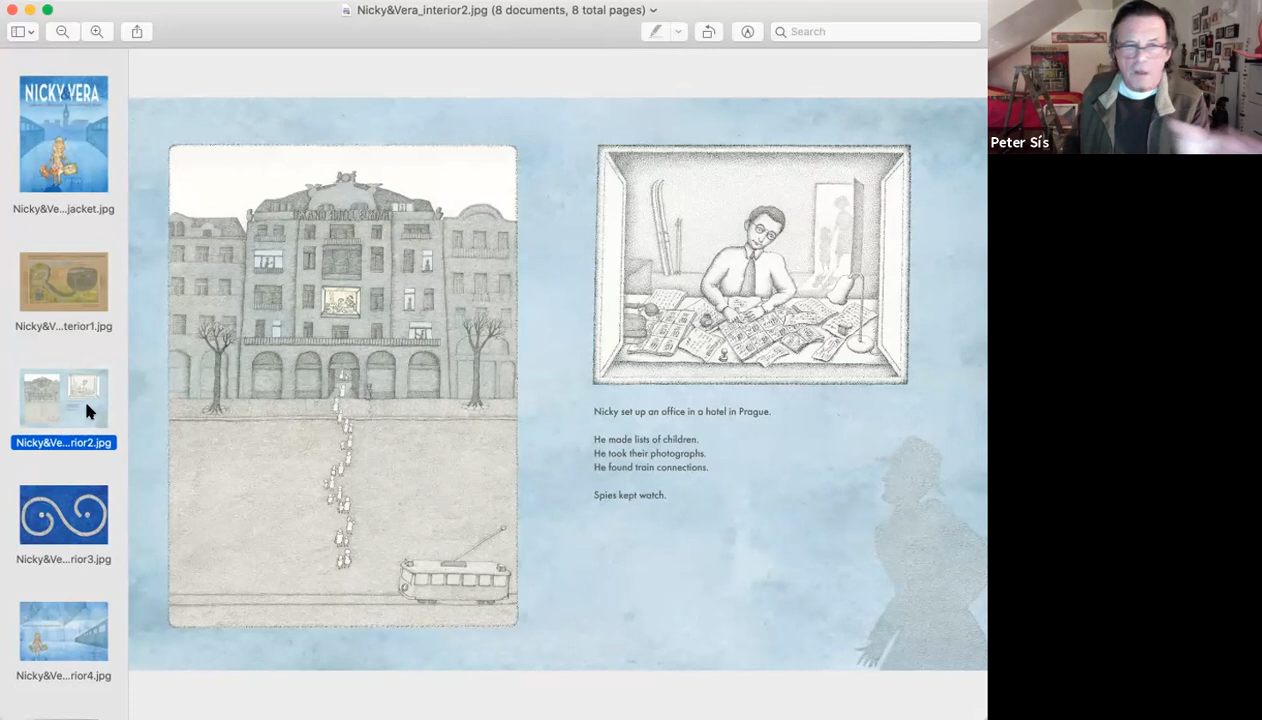 Nicky&Vera_interior2.jpg (8 documents, 8 total pages)
Search
NICKY & VERA
Nicky&Ve...jacket.jpg
Nicky&V...terior1.jpg
Nicky&Ve...rior2.jpg
Nicky&Ve...rior3.jpg
Nicky&Ve...rior4.jpg
GRAND HOTEL EUROPA
Nicky set up an office in a hotel in Prague.
He made lists of children.
He took their photographs.
He found train connections.
Spies kept watch.
Peter Sís